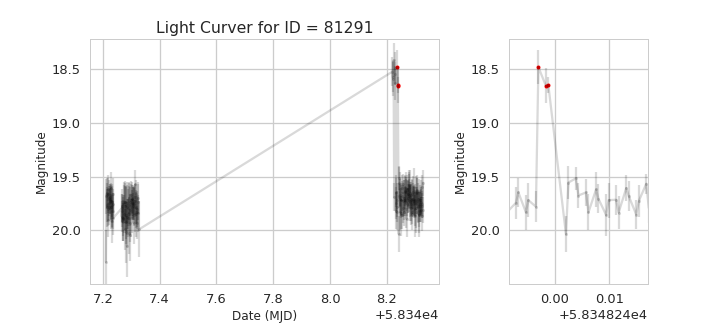 Light Curver for ID = 81291
Magnitude
18.5
19.0
19.5
20.0
7.2
7.4
7.6
7.8
8.0
8.2
Date (MJD)
+5.834e4
Magnitude
18.5
19.0
19.5
20.0
0.00
0.01
+5.834824e4